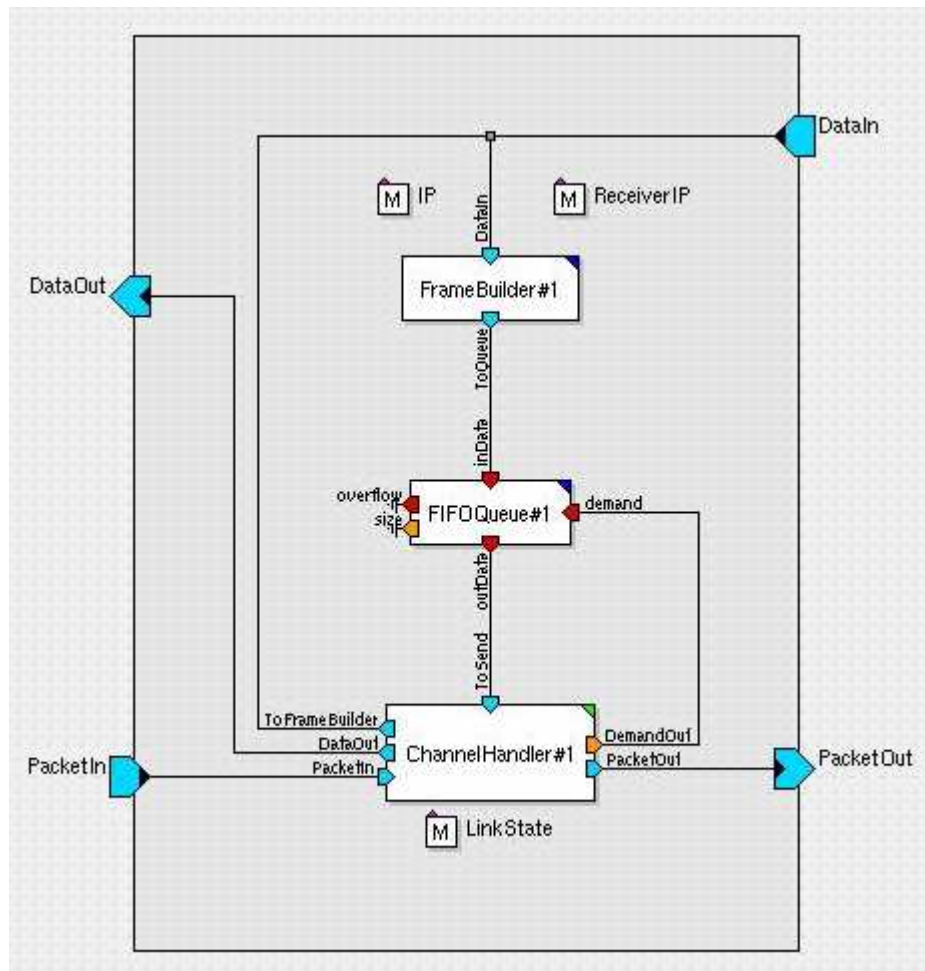 DataIn
M IP
M ReceiverIP
DataIn
DataOut
FrameBuilder#1
ToQueue
inData
overflow
size
FIFOQueue#1
demand
outData
ToSend
ToFrameBuilder
DataOut
PacketIn
PacketIn
ChannelHandler#1
DemandOut
PacketOut
PacketOut
M LinkState